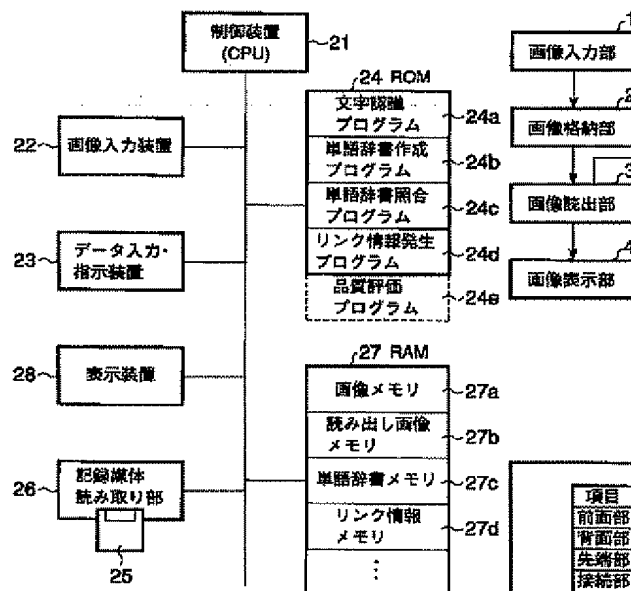 制御装置
(CPU)
21
22
画像入力装置
23
データ入力・
指示装置
28
表示装置
26
記録媒体
読み取り部
25
24 ROM
文字認識
プログラム
24a
単語辞書作成
プログラム
24b
単語辞書照合
プログラム
24c
リンク情報発生
プログラム
24d
品質評価
プログラム
24e
27 RAM
画像メモリ
27a
読み出し画像
メモリ
27b
単語辞書メモリ
27c
リンク情報
メモリ
27d
⋮
1
画像入力部
2
画像格納部
3
画像読出部
4
画像表示部
項目
前面部
背面部
先端部
接続部